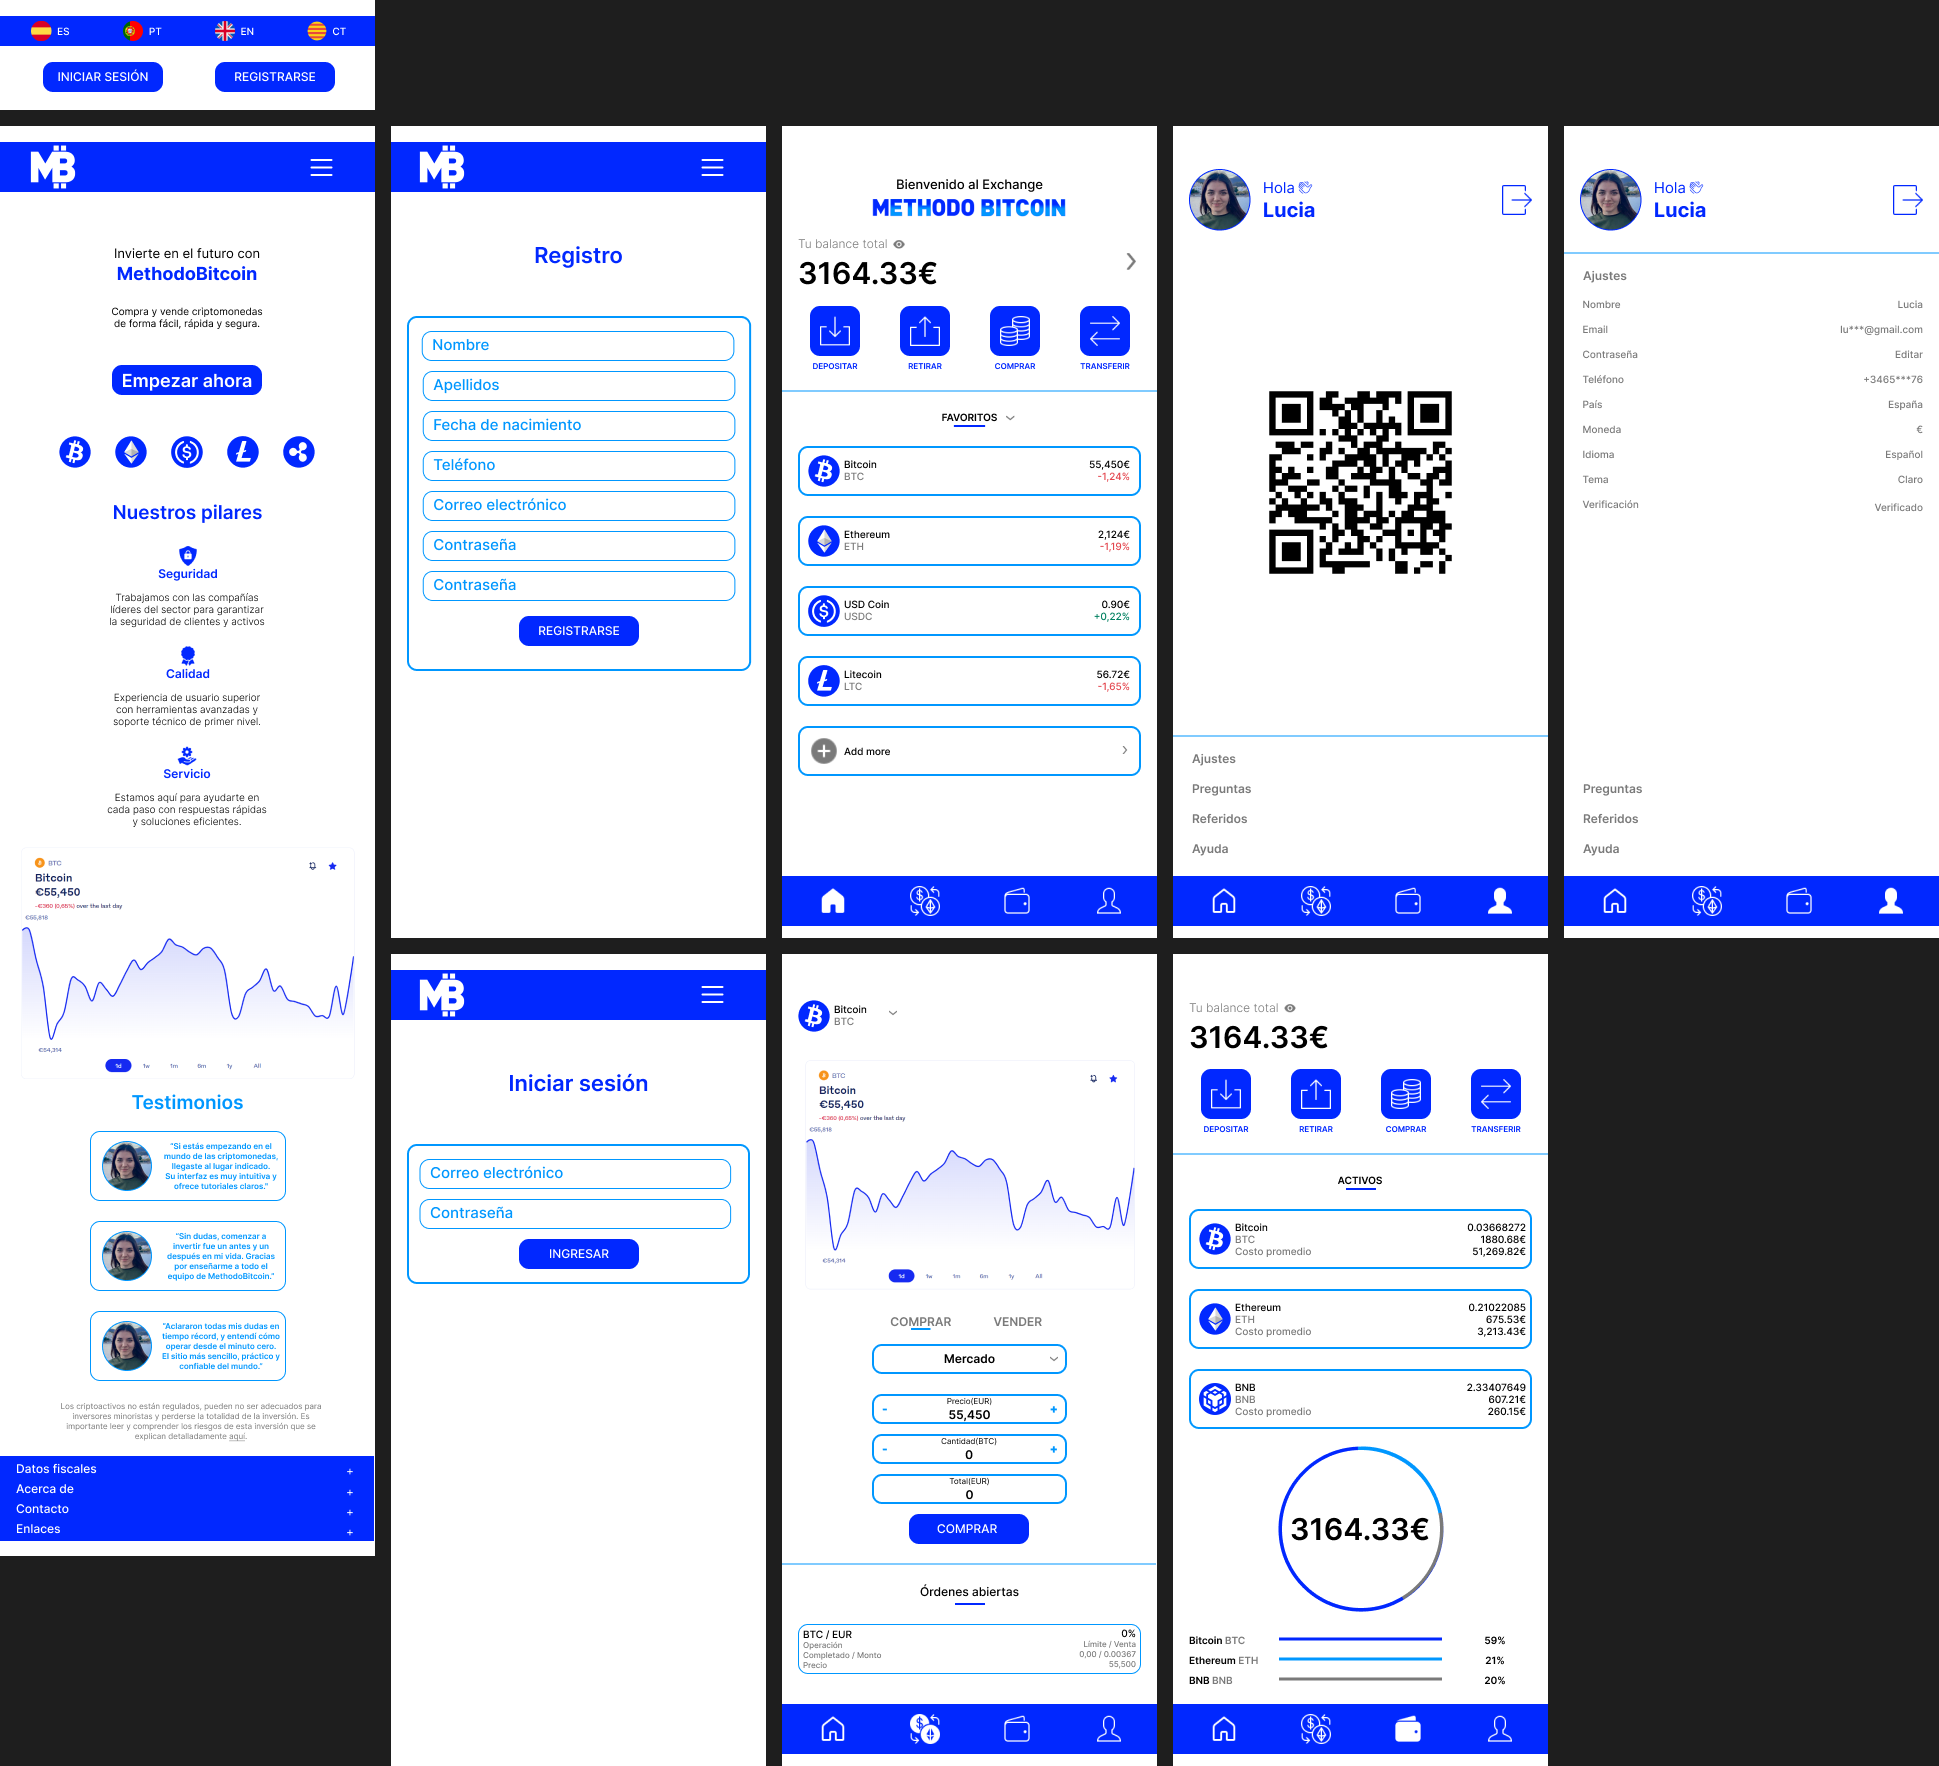 ES
PT
EN
CT
INICIAR SESIÓN
REGISTRARSE
MB
Invierte en el futuro con
MethodoBitcoin
Compra y vende criptomonedas
de forma fácil, rápida y segura.
Empezar ahora
Nuestros pilares
Seguridad
Trabajamos con las compañías
líderes del sector para garantizar
la seguridad de clientes y activos
Calidad
Experiencia de usuario superior
con herramientas avanzadas y
soporte técnico de primer nivel.
Servicio
Estamos aquí para ayudarte en
cada paso con respuestas rápidas
y soluciones eficientes.
BTC
Bitcoin
€55,450
-€360 (0,65%) over the last day
€55,818
€54,314
1d 1w 1m 6m 1y All
Testimonios
"Si estás empezando en el
mundo de las criptomonedas,
llegaste al lugar indicado.
Su interfaz es muy intuitiva y
ofrece tutoriales claros."
"Sin dudas, comenzar a
invertir fue un antes y un
después en mi vida. Gracias
por enseñarme a todo el
equipo de MethodoBitcoin."
"Aclararon todas mis dudas en
tiempo récord, y entendí cómo
operar desde el minuto cero.
El sitio más sencillo, práctico y
confiable del mundo."
Los criptoactivos no están regulados, pueden no ser adecuados para
inversores minoristas y perderse la totalidad de la inversión. Es
importante leer y comprender los riesgos de esta inversión que se
explican detalladamente aquí.
Datos fiscales +
Acerca de +
Contacto +
Enlaces +
MB
Registro
Nombre
Apellidos
Fecha de nacimiento
Teléfono
Correo electrónico
Contraseña
Contraseña
REGISTRARSE
Bienvenido al Exchange
METHODO BITCOIN
Tu balance total
3164.33€
DEPOSITAR
RETIRAR
COMPRAR
TRANSFERIR
FAVORITOS
Bitcoin 55,450€
BTC -1,24%
Ethereum 2,124€
ETH -1,19%
USD Coin 0.90€
USDC +0,22%
Litecoin 56.72€
LTC -1,65%
Add more
Hola
Lucia
Ajustes
Preguntas
Referidos
Ayuda
Hola
Lucia
Ajustes
Nombre Lucia
Email lu***@gmail.com
Contraseña Editar
Teléfono +3465***76
País España
Moneda €
Idioma Español
Tema Claro
Verificación Verificado
Preguntas
Referidos
Ayuda
MB
Iniciar sesión
Correo electrónico
Contraseña
INGRESAR
Bitcoin
BTC
BTC
Bitcoin
€55,450
-€360 (0,65%) over the last day
€55,818
€54,314
1d 1w 1m 6m 1y All
COMPRAR VENDER
Mercado
Precio(EUR)
- 55,450 +
Cantidad(BTC)
- 0 +
Total(EUR)
0
COMPRAR
Órdenes abiertas
BTC / EUR 0%
Operación Límite / Venta
Completado / Monto 0,00 / 0.00367
Precio 55,500
Tu balance total
3164.33€
DEPOSITAR
RETIRAR
COMPRAR
TRANSFERIR
ACTIVOS
Bitcoin 0.03668272
BTC 1880.68€
Costo promedio 51,269.82€
Ethereum 0.21022085
ETH 675.53€
Costo promedio 3,213.43€
BNB 2.33407649
BNB 607.21€
Costo promedio 260.15€
3164.33€
Bitcoin BTC 59%
Ethereum ETH 21%
BNB BNB 20%